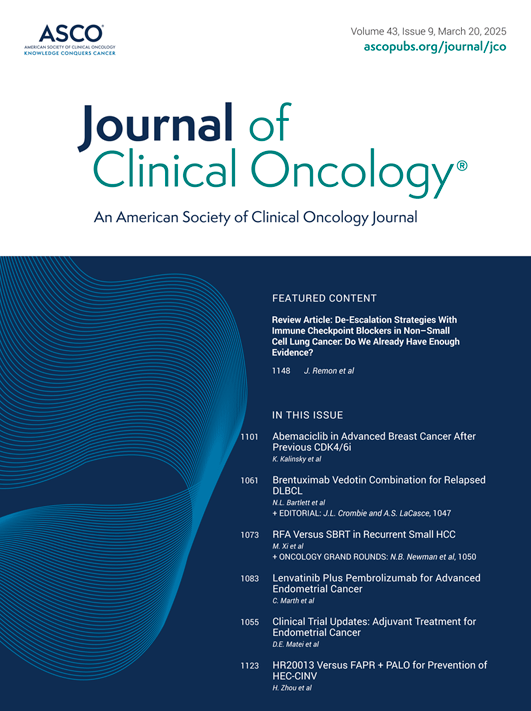 ASCO®
AMERICAN SOCIETY OF CLINICAL ONCOLOGY
KNOWLEDGE CONQUERS CANCER
Volume 43, Issue 9, March 20, 2025
ascopubs.org/journal/jco
Journal of
Clinical Oncology®
An American Society of Clinical Oncology Journal
FEATURED CONTENT
Review Article: De-Escalation Strategies With
Immune Checkpoint Blockers in Non–Small
Cell Lung Cancer: Do We Already Have Enough
Evidence?
1148 J. Remon et al
IN THIS ISSUE
1101 Abemaciclib in Advanced Breast Cancer After
Previous CDK4/6i
K. Kalinsky et al
1061 Brentuximab Vedotin Combination for Relapsed
DLBCL
N.L. Bartlett et al
+ EDITORIAL: J.L. Crombie and A.S. LaCasce, 1047
1073 RFA Versus SBRT in Recurrent Small HCC
M. Xi et al
+ ONCOLOGY GRAND ROUNDS: N.B. Newman et al, 1050
1083 Lenvatinib Plus Pembrolizumab for Advanced
Endometrial Cancer
C. Marth et al
1055 Clinical Trial Updates: Adjuvant Treatment for
Endometrial Cancer
D.E. Matei et al
1123 HR20013 Versus FAPR + PALO for Prevention of
HEC-CINV
H. Zhou et al